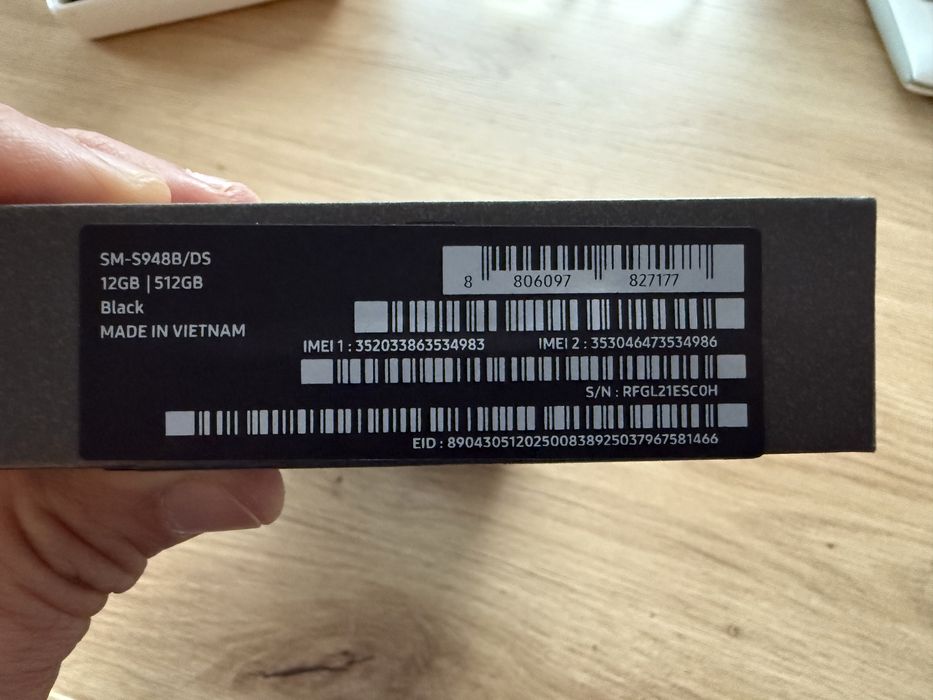 SM-S948B/DS
12GB | 512GB
Black
MADE IN VIETNAM
8 806097 827177
IMEI 1 : 352033863534983 IMEI 2 : 353046473534986
S/N : RFGL21ESC0H
EID : 89043051202500838925037967581466